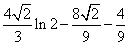 4√2/3 ln 2 − 8√2/9 − 4/9